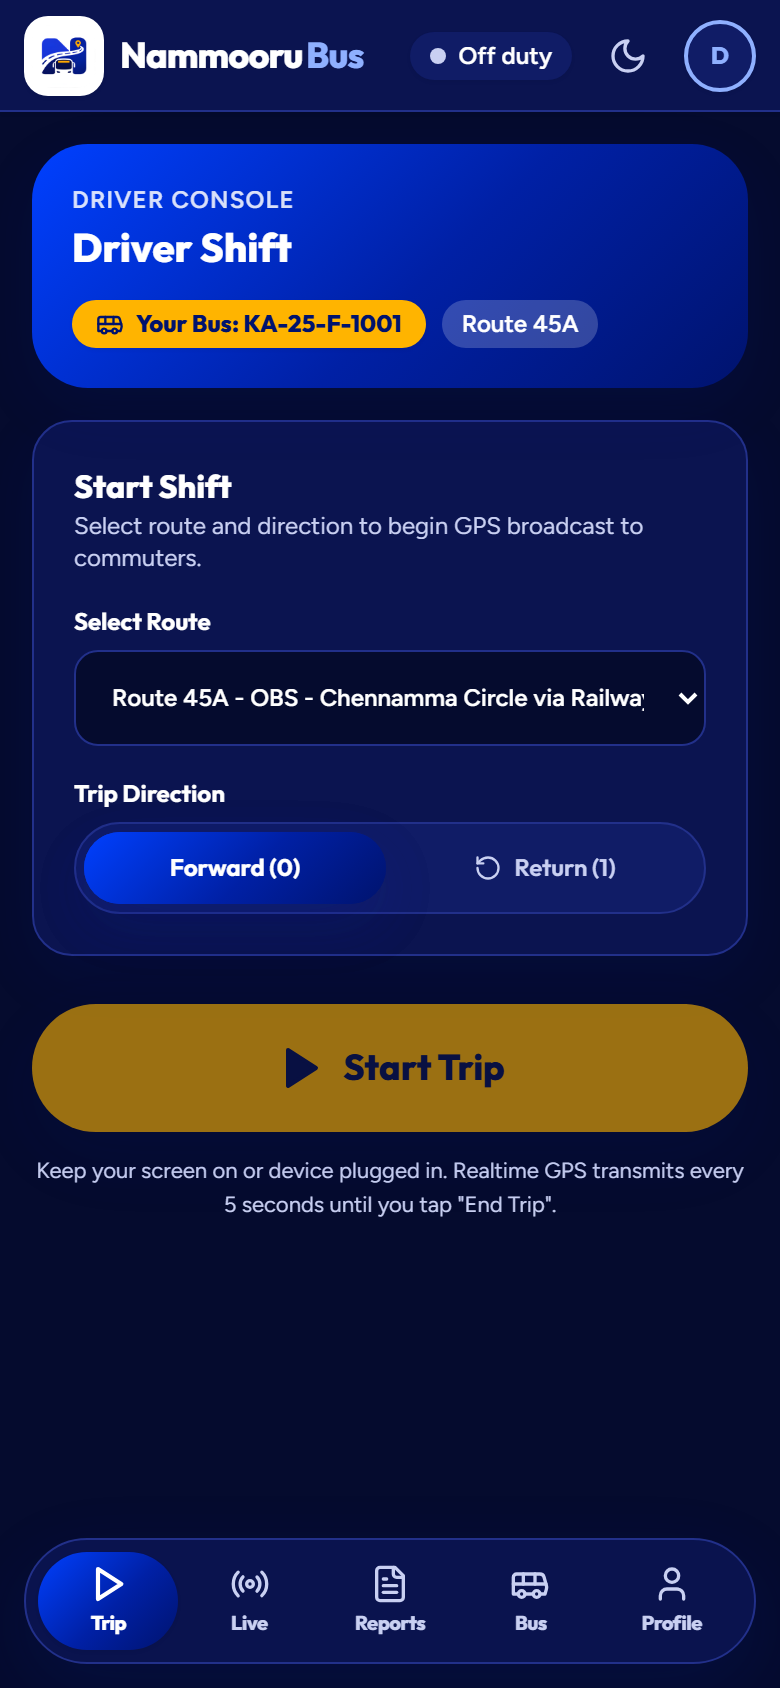 Nammooru Bus
Off duty
D
DRIVER CONSOLE
Driver Shift
Your Bus: KA-25-F-1001
Route 45A
Start Shift
Select route and direction to begin GPS broadcast to
commuters.
Select Route
Route 45A - OBS - Chennamma Circle via Railway
Trip Direction
Forward (0)
Return (1)
Start Trip
Keep your screen on or device plugged in. Realtime GPS transmits every
5 seconds until you tap "End Trip".
Trip
Live
Reports
Bus
Profile